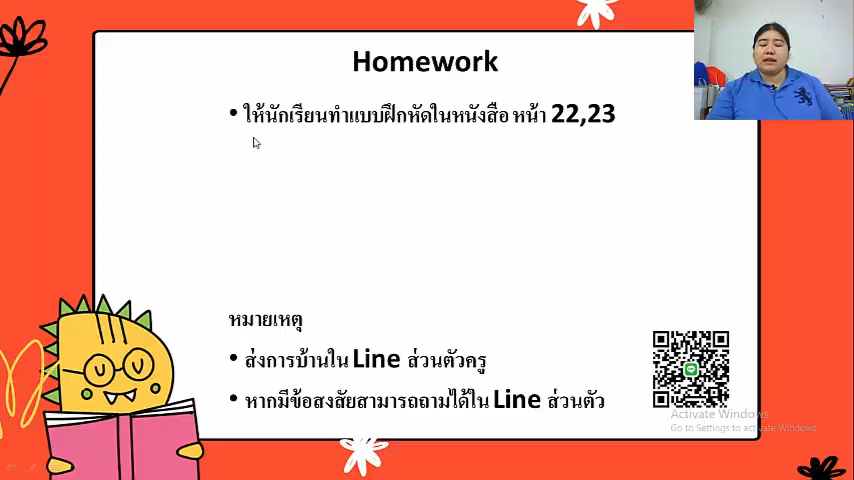 Homework
• ให้นักเรียนทำแบบฝึกหัดในหนังสือ หน้า 22,23
หมายเหตุ
• ส่งการบ้านใน Line ส่วนตัวครู
• หากมีข้อสงสัยสามารถถามได้ใน Line ส่วนตัว
Activate Windows
Go to Settings to activate Windows.